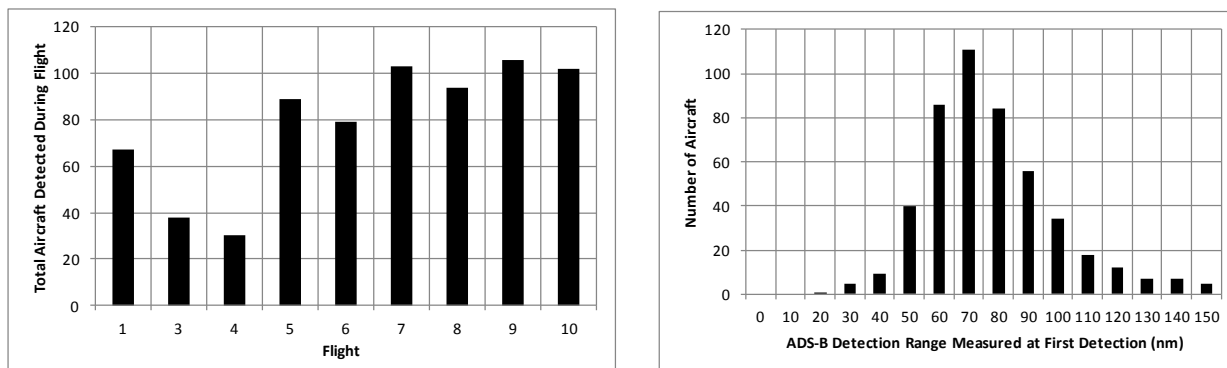 Total Aircraft Detected During Flight
120
100
80
60
40
20
0
1 3 4 5 6 7 8 9 10
Flight
Number of Aircraft
120
100
80
60
40
20
0
0 10 20 30 40 50 60 70 80 90 100 110 120 130 140 150
ADS-B Detection Range Measured at First Detection (nm)